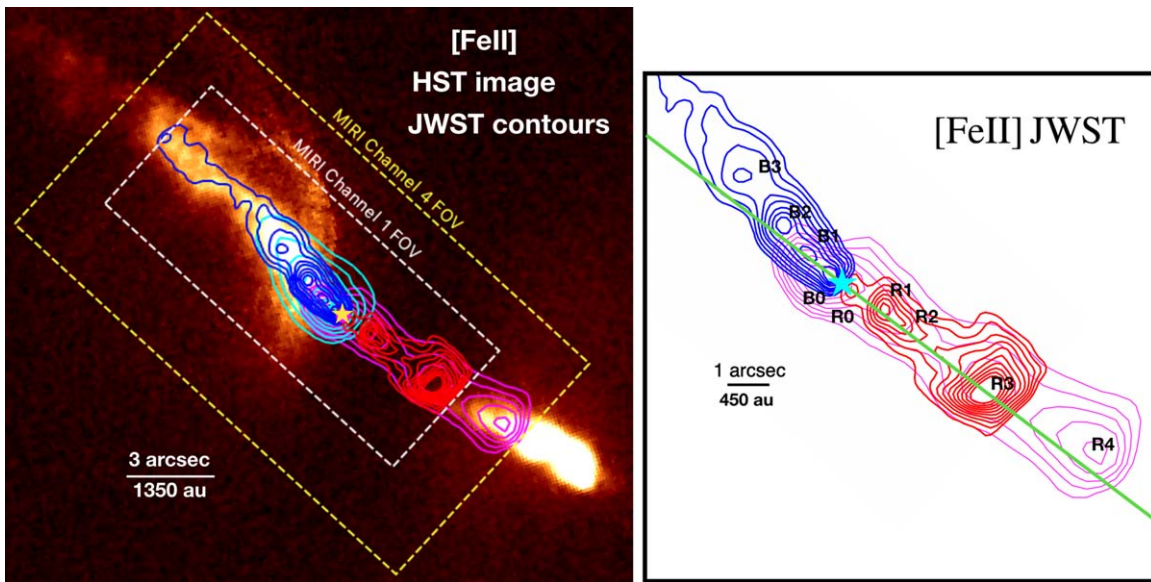 [FeII]
HST image
JWST contours
MIRI Channel 4 FOV
MIRI Channel 1 FOV
3 arcsec
1350 au
[FeII] JWST
B3
B2
B1
B0
R0
R1
R2
R3
R4
1 arcsec
450 au